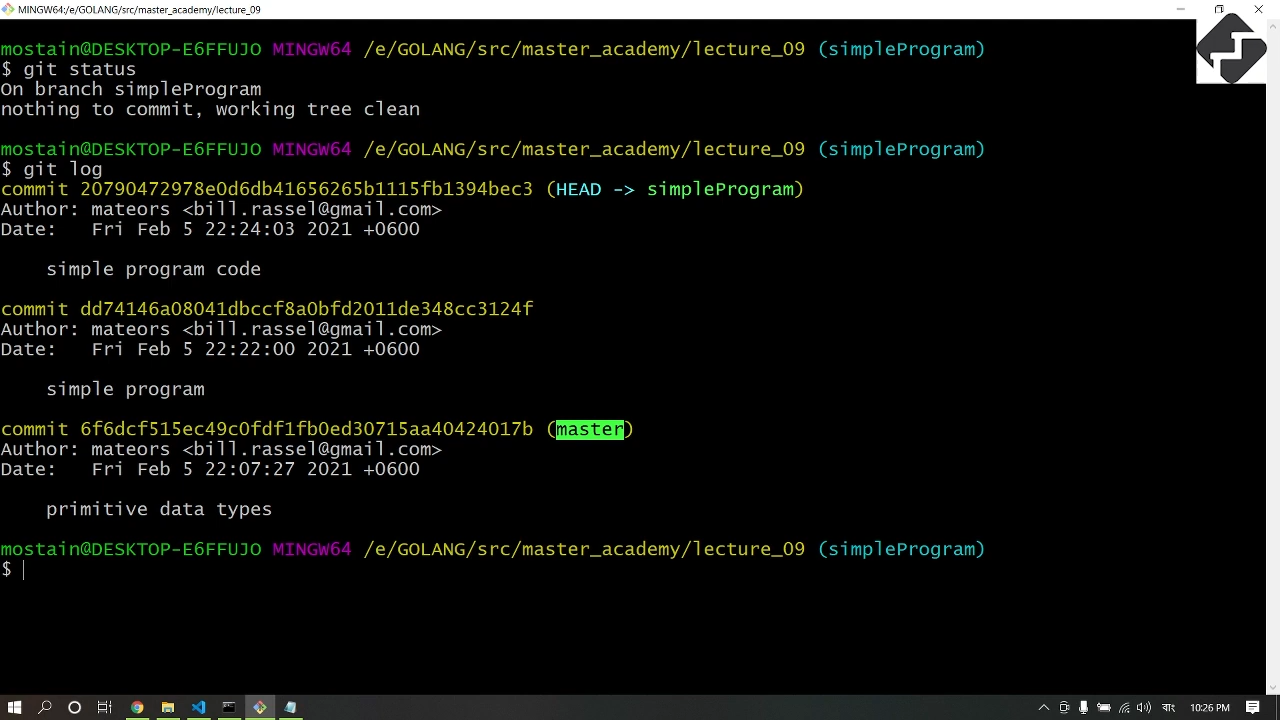 MINGW64:/e/GOLANG/src/master_academy/lecture_09
mostain@DESKTOP-E6FFUJO MINGW64 /e/GOLANG/src/master_academy/lecture_09 (simpleProgram)
$ git status
On branch simpleProgram
nothing to commit, working tree clean
mostain@DESKTOP-E6FFUJO MINGW64 /e/GOLANG/src/master_academy/lecture_09 (simpleProgram)
$ git log
commit 20790472978e0d6db41656265b1115fb1394bec3 (HEAD -> simpleProgram)
Author: mateors <bill.rassel@gmail.com>
Date:   Fri Feb 5 22:24:03 2021 +0600
simple program code
commit dd74146a08041dbccf8a0bfd2011de348cc3124f
Author: mateors <bill.rassel@gmail.com>
Date:   Fri Feb 5 22:22:00 2021 +0600
simple program
commit 6f6dcf515ec49c0fdf1fb0ed30715aa40424017b (master)
Author: mateors <bill.rassel@gmail.com>
Date:   Fri Feb 5 22:07:27 2021 +0600
primitive data types
mostain@DESKTOP-E6FFUJO MINGW64 /e/GOLANG/src/master_academy/lecture_09 (simpleProgram)
$
10:26 PM